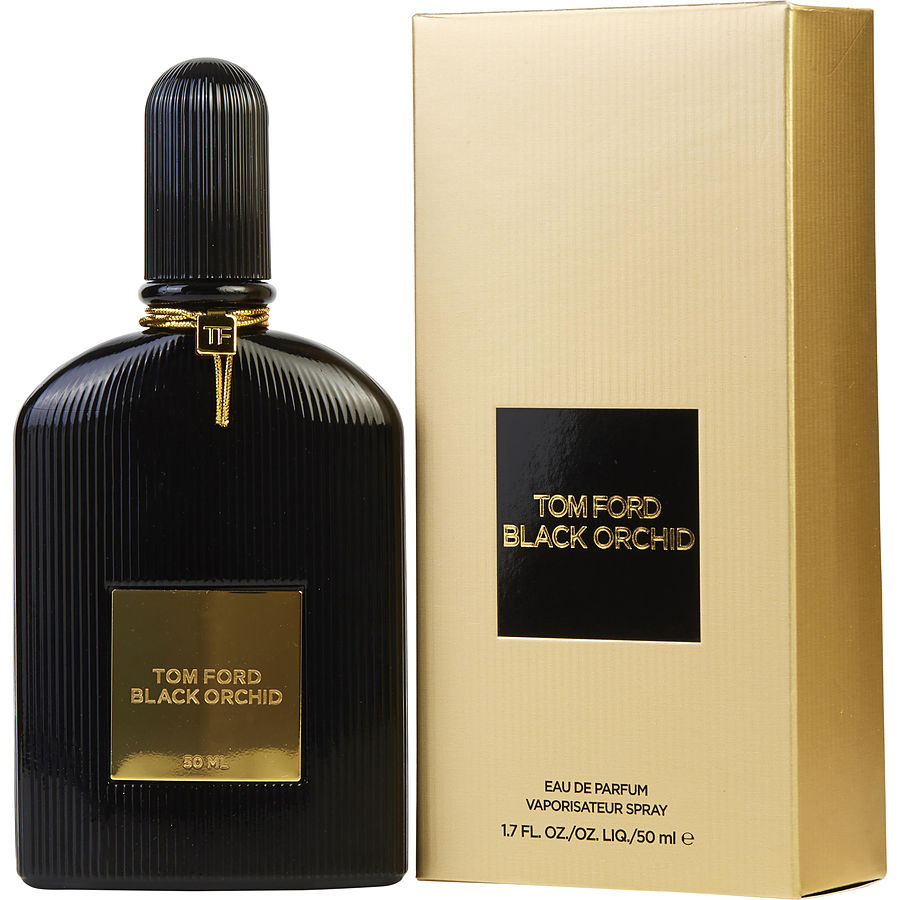 TF
TOM FORD
BLACK ORCHID
50 ML
TOM FORD
BLACK ORCHID
EAU DE PARFUM
VAPORISATEUR SPRAY
1.7 FL. OZ./OZ. LIQ./50 ml ℮